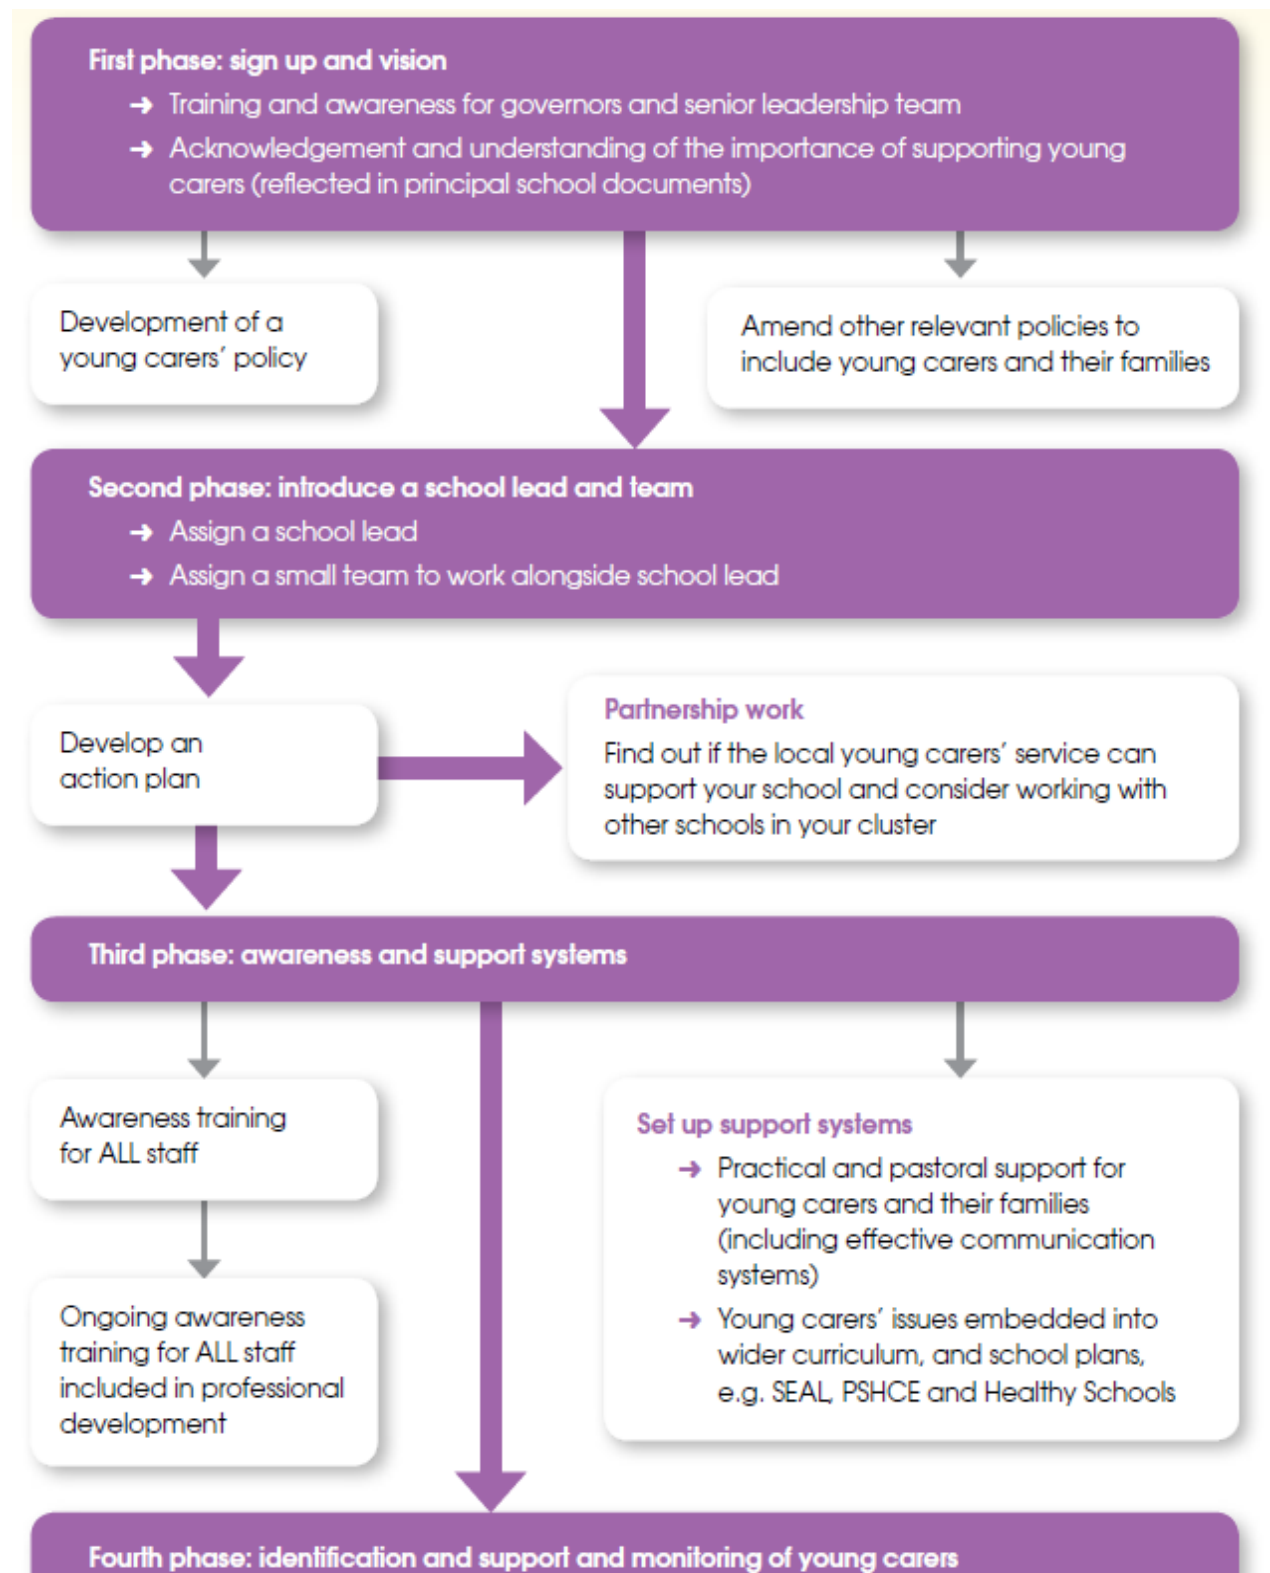 First phase: sign up and vision
➔ Training and awareness for governors and senior leadership team
➔ Acknowledgement and understanding of the importance of supporting young
carers (reflected in principal school documents)
Development of a
young carers’ policy
Amend other relevant policies to
include young carers and their families
Second phase: introduce a school lead and team
➔ Assign a school lead
➔ Assign a small team to work alongside school lead
Develop an
action plan
Partnership work
Find out if the local young carers’ service can
support your school and consider working with
other schools in your cluster
Third phase: awareness and support systems
Awareness training
for ALL staff
Ongoing awareness
training for ALL staff
included in professional
development
Set up support systems
➔ Practical and pastoral support for
young carers and their families
(including effective communication
systems)
➔ Young carers’ issues embedded into
wider curriculum, and school plans,
e.g. SEAL, PSHCE and Healthy Schools
Fourth phase: identification and support and monitoring of young carers